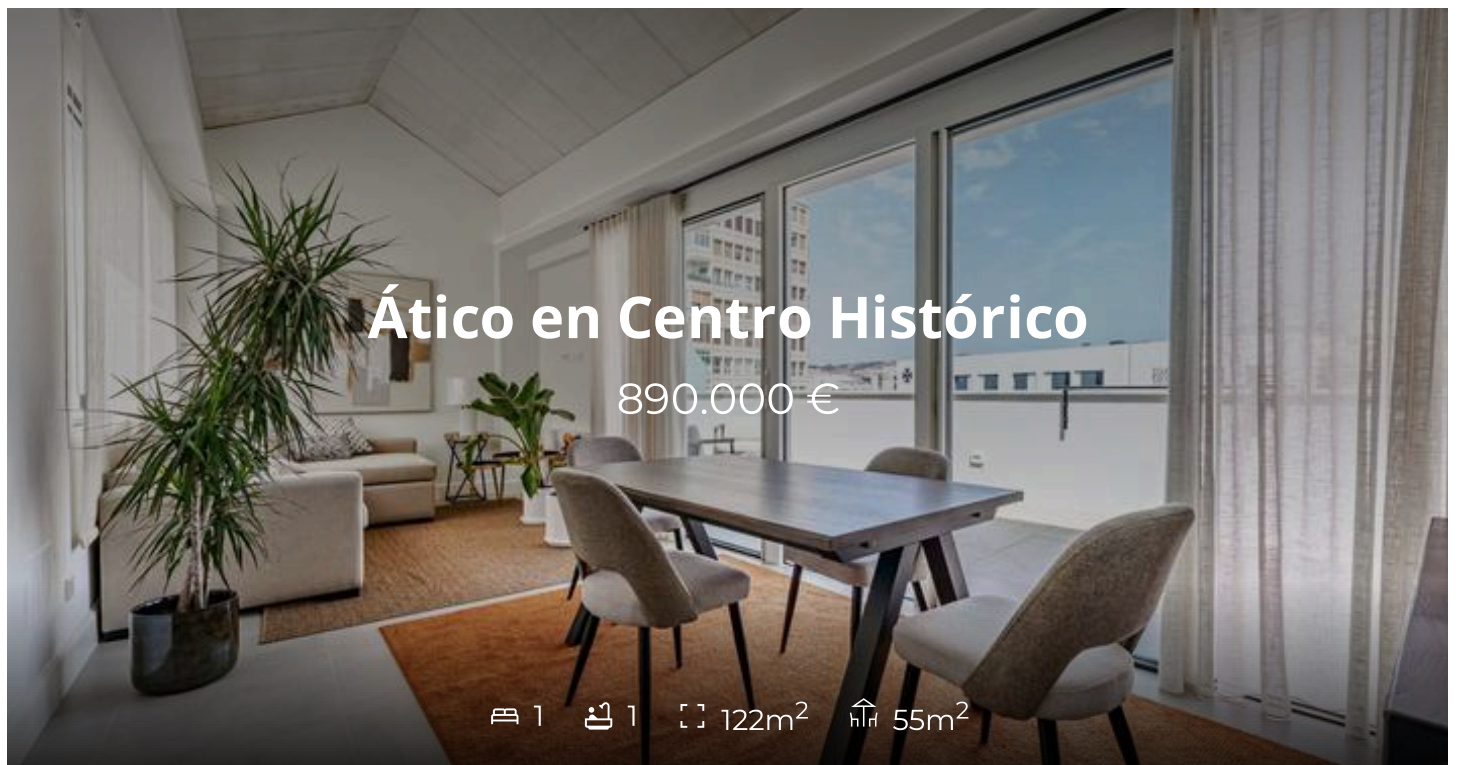 Ático en Centro Histórico
890.000 €
1 1 122m² 55m²